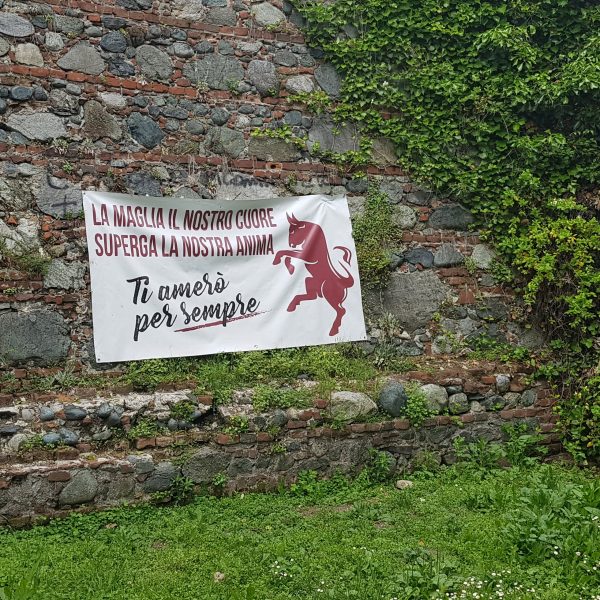 LA MAGLIA IL NOSTRO CUORE
SUPERGA LA NOSTRA ANIMA
Ti amerò
per sempre